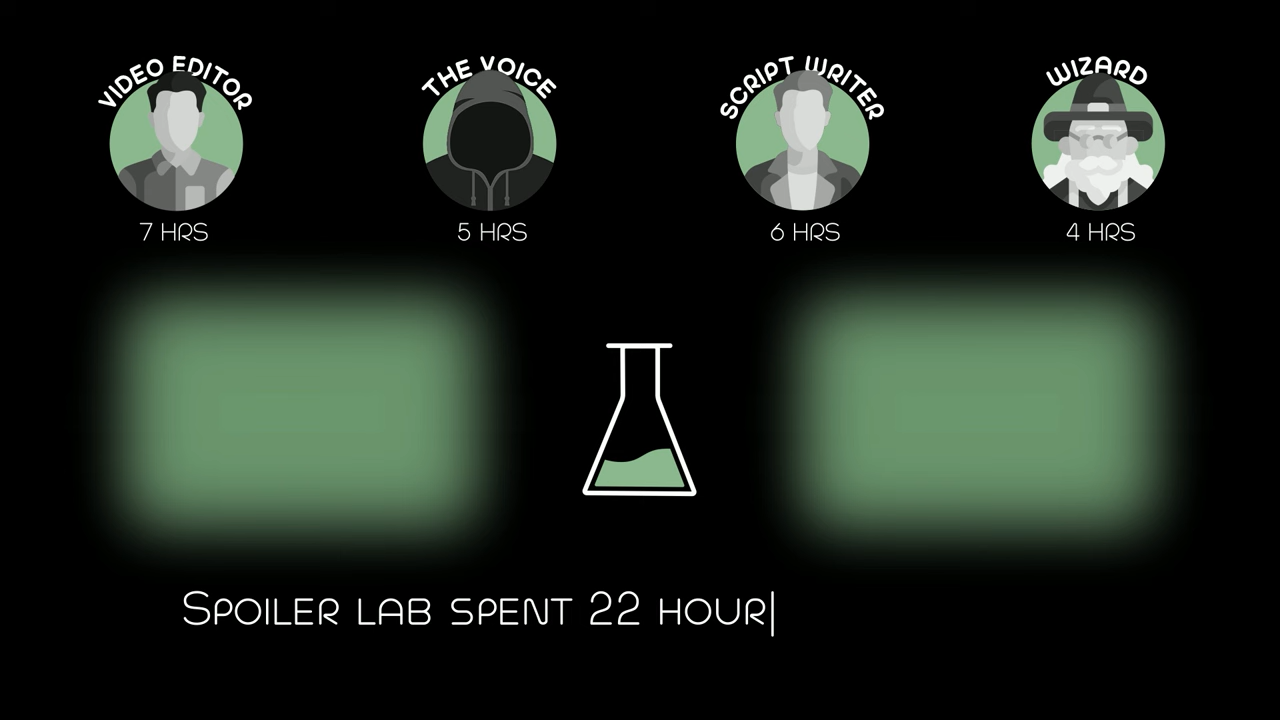 VIDEO EDITOR
THE VOICE
SCRIPT WRITER
WIZARD
7 HRS
5 HRS
6 HRS
4 HRS
SPOILER LAB SPENT 22 HOUR